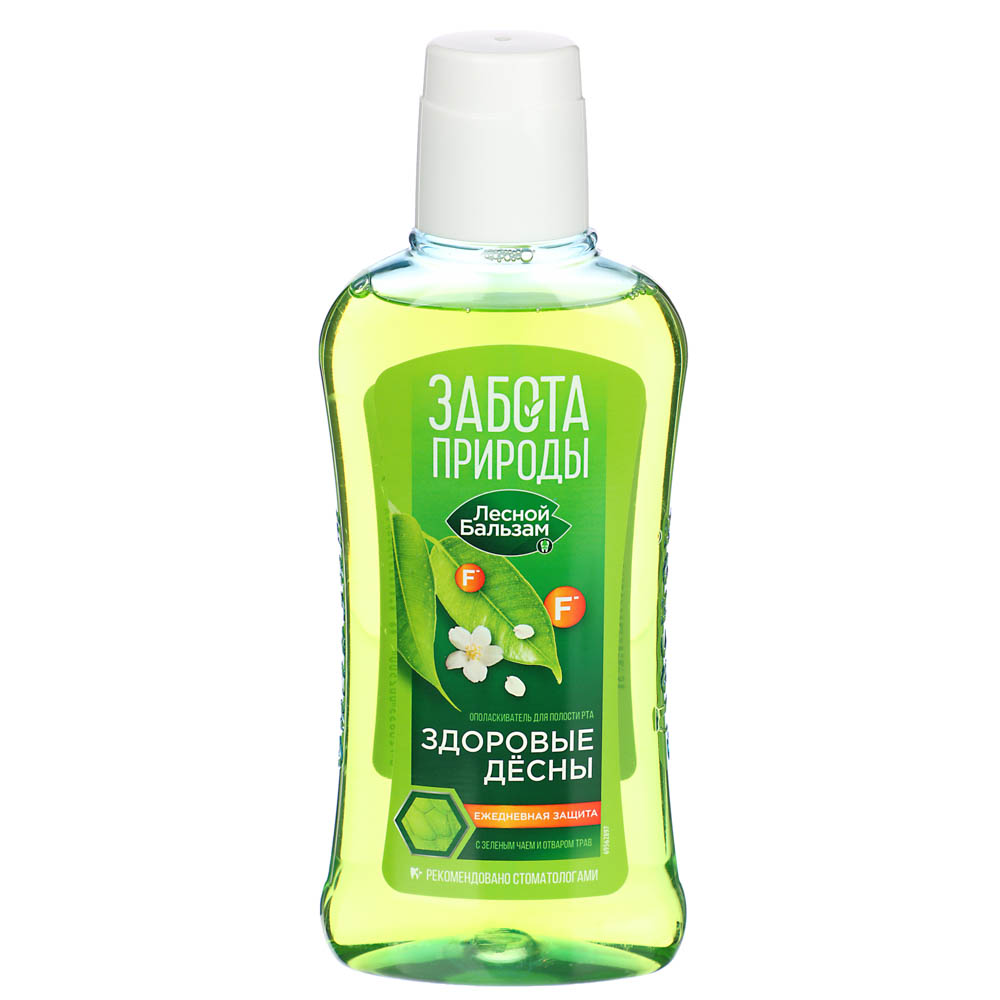 ЗАБОТА
ПРИРОДЫ
Лесной
Бальзам
F-
F-
ОПОЛАСКИВАТЕЛЬ ДЛЯ ПОЛОСТИ РТА
ЗДОРОВЫЕ
ДЁСНЫ
ЕЖЕДНЕВНАЯ ЗАЩИТА
С ЗЕЛЕНЫМ ЧАЕМ И ОТВАРОМ ТРАВ
РЕКОМЕНДОВАНО СТОМАТОЛОГАМИ